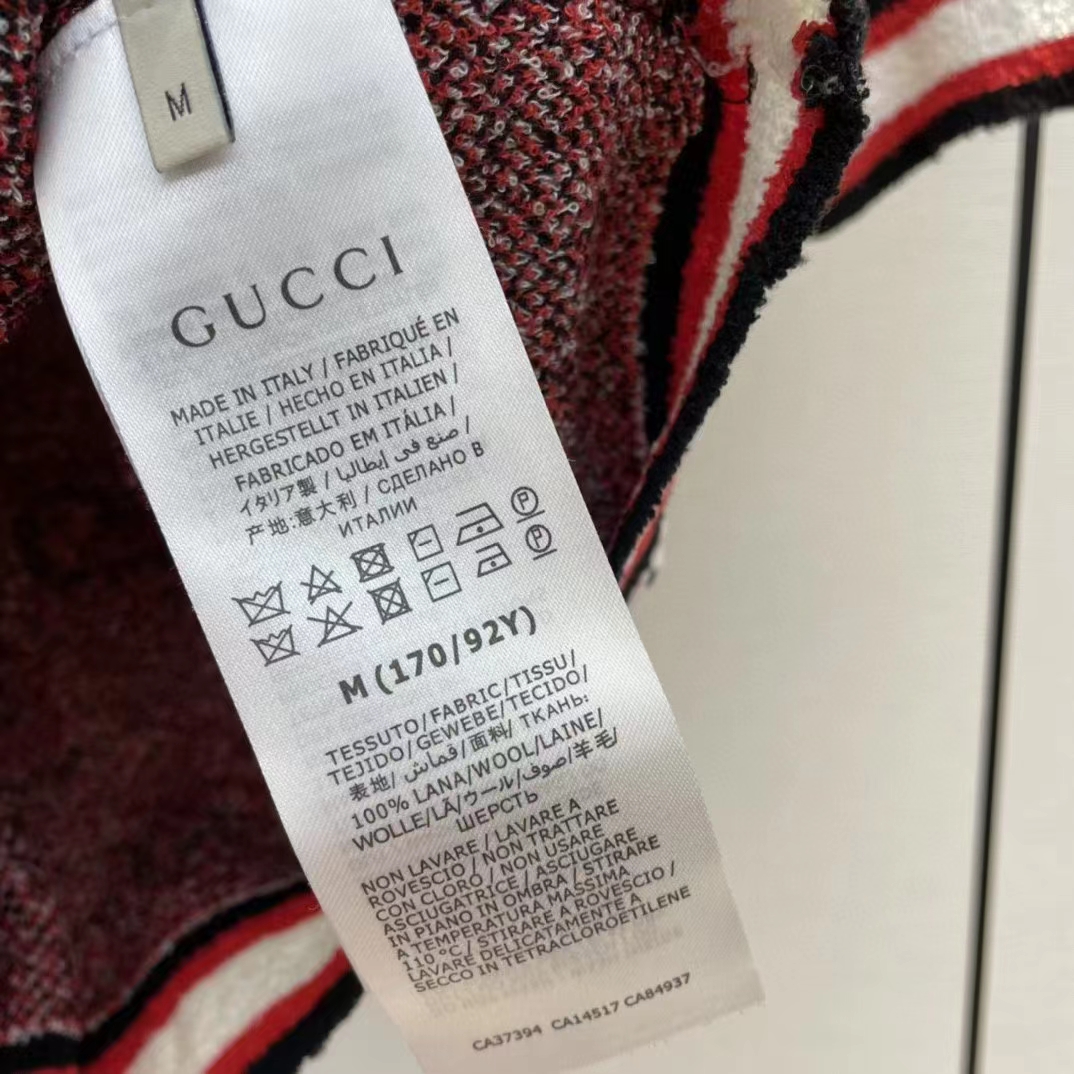 M
GUCCI
MADE IN ITALY / FABRIQUÉ EN
ITALIE / HECHO EN ITALIA /
HERGESTELLT IN ITALIEN /
FABRICADO EM ITÁLIA /
イタリア製 / صنع في إيطاليا /
产地:意大利 / СДЕЛАНО В
ИТАЛИИ
P
P
M (170/92Y)
TESSUTO/FABRIC/TISSU/
TEJIDO/GEWEBE/TECIDO/
表地/ قماش/面料/ ТКАНЬ:
100% LANA/WOOL/LAINE/
WOLLE/LÃ/ウール/صوف/羊毛/
ШЕРСТЬ
NON LAVARE / LAVARE A
ROVESCIO / NON TRATTARE
CON CLORO / NON USARE
ASCIUGATRICE / ASCIUGARE
IN PIANO IN OMBRA / STIRARE
A TEMPERATURA MASSIMA
110 °C / STIRARE A ROVESCIO /
LAVARE DELICATAMENTE A
SECCO IN TETRACLOROETILENE
CA37394 CA14517 CA84937